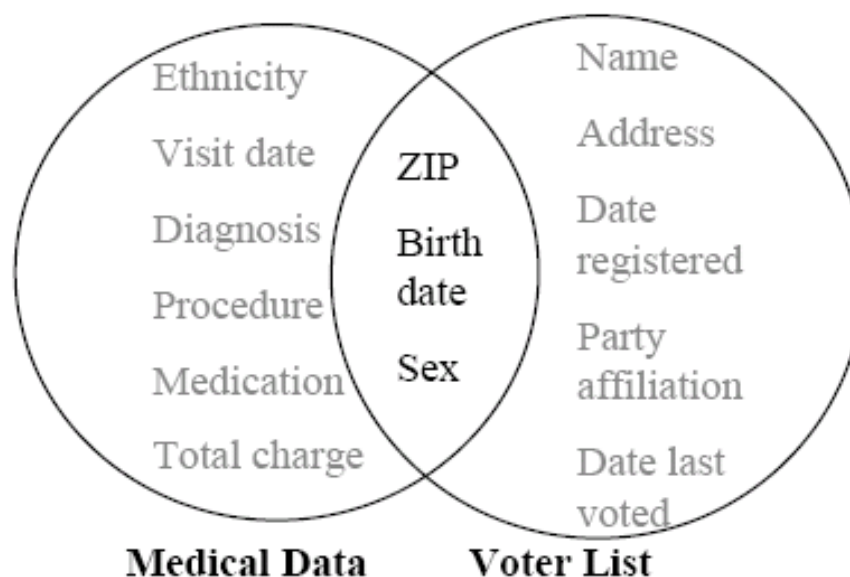 Ethnicity
Visit date
Diagnosis
Procedure
Medication
Total charge
ZIP
Birth
date
Sex
Name
Address
Date
registered
Party
affiliation
Date last
voted
Medical Data
Voter List